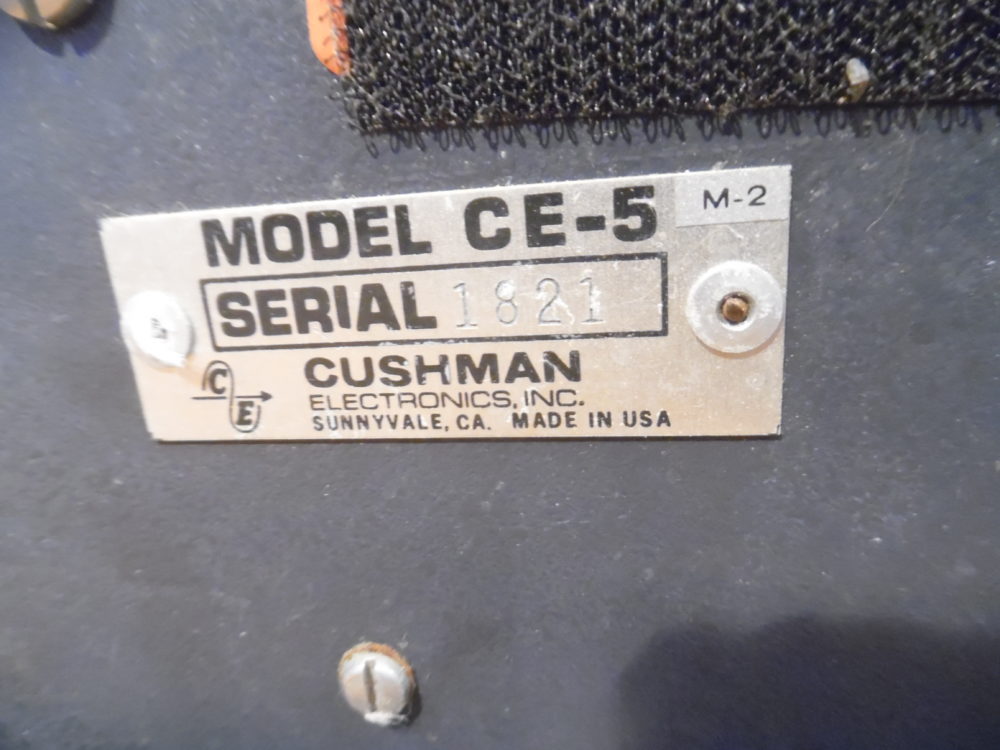 MODEL CE-5 M-2
SERIAL 1821
CE
CUSHMAN
ELECTRONICS, INC.
SUNNYVALE, CA. MADE IN USA